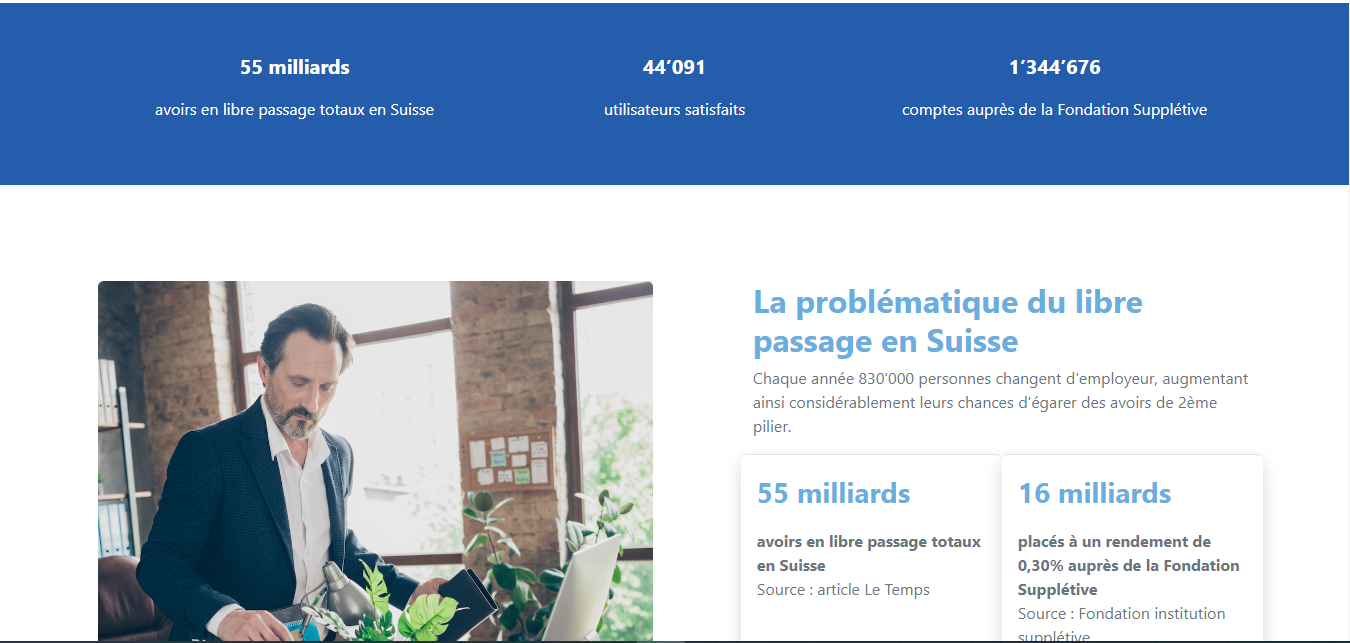 55 milliards
avoirs en libre passage totaux en Suisse
44’091
utilisateurs satisfaits
1’344’676
comptes auprès de la Fondation Supplétive
La problématique du libre
passage en Suisse
Chaque année 830'000 personnes changent d'employeur, augmentant
ainsi considérablement leurs chances d'égarer des avoirs de 2ème
pilier.
55 milliards
avoirs en libre passage totaux
en Suisse
Source : article Le Temps
16 milliards
placés à un rendement de
0,30% auprès de la Fondation
Supplétive
Source : Fondation institution
supplétive